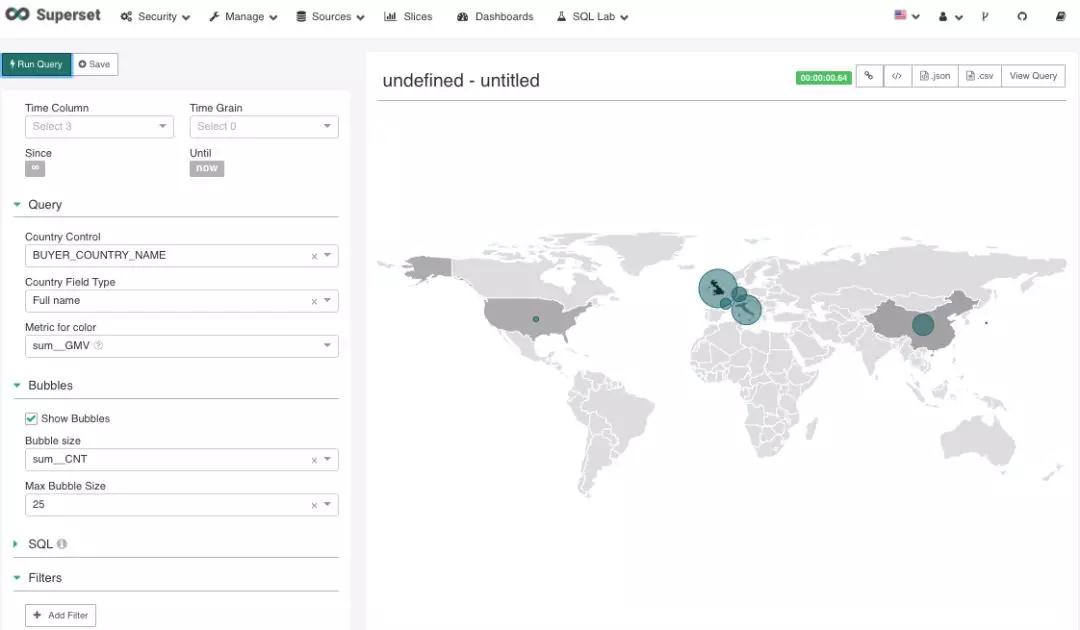 Superset Security Manage Sources Slices Dashboards SQL Lab
Run Query Save
undefined - untitled 00:00:00.64 </> .json .csv View Query
Time Column Time Grain
Select 3 Select 0
Since Until
∞ now
Query
Country Control
BUYER_COUNTRY_NAME
Country Field Type
Full name
Metric for color
sum__GMV
Bubbles
Show Bubbles
Bubble size
sum__CNT
Max Bubble Size
25
SQL
Filters
+ Add Filter